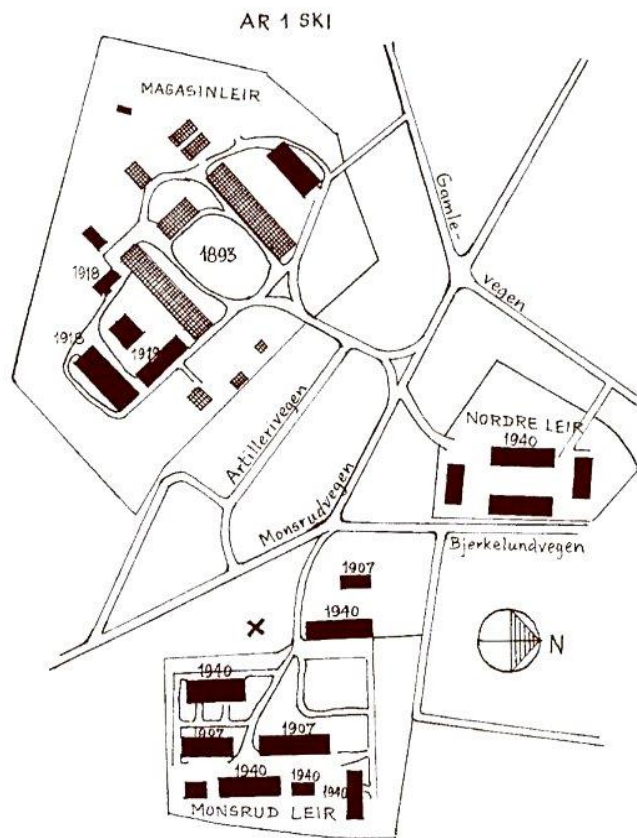 AR 1 SKI
MAGASINLEIR
Gamle-
vegen
1893
1918
1918
1918
Artillerivegen
Monsrudvegen
NORDRE LEIR
1940
Bjerkelundvegen
1907
1940
N
1940
1907
1907
1940
1940
1940
MONSRUD LEIR